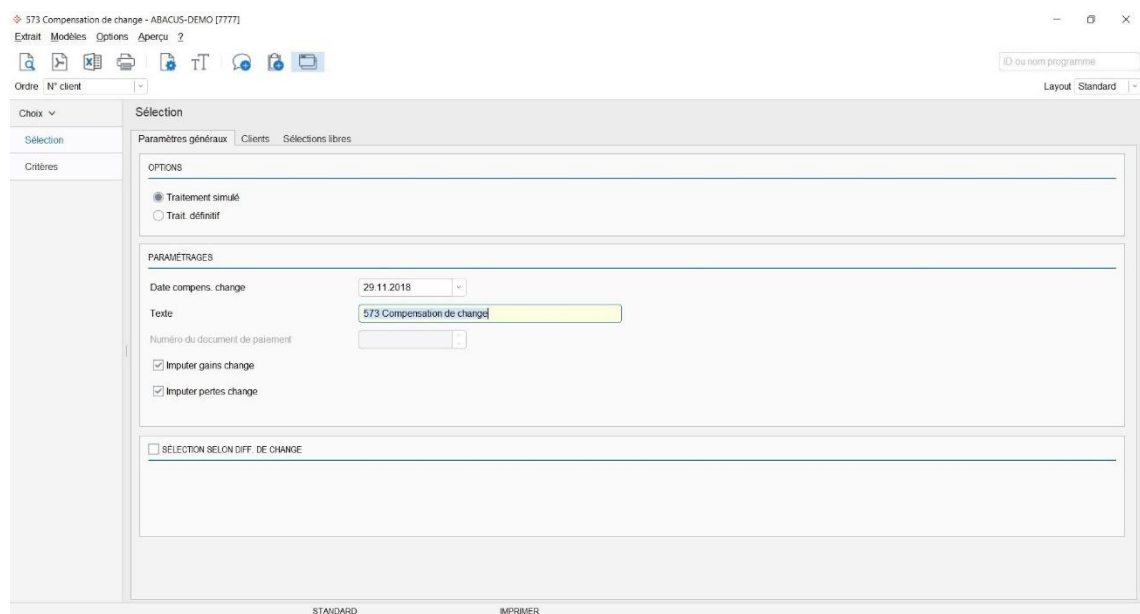 573 Compensation de change - ABACUS-DEMO [7777]
Extrait Modèles Options Aperçu ?
ID ou nom programme
Ordre N° client
Layout Standard
Choix
Sélection
Sélection
Paramètres généraux Clients Sélections libres
Critères
OPTIONS
Traitement simulé
Trait. définitif
PARAMÉTRAGES
Date compens. change 29.11.2018
Texte 573 Compensation de change
Numéro du document de paiement
Imputer gains change
Imputer pertes change
SÉLECTION SELON DIFF. DE CHANGE
STANDARD IMPRIMER